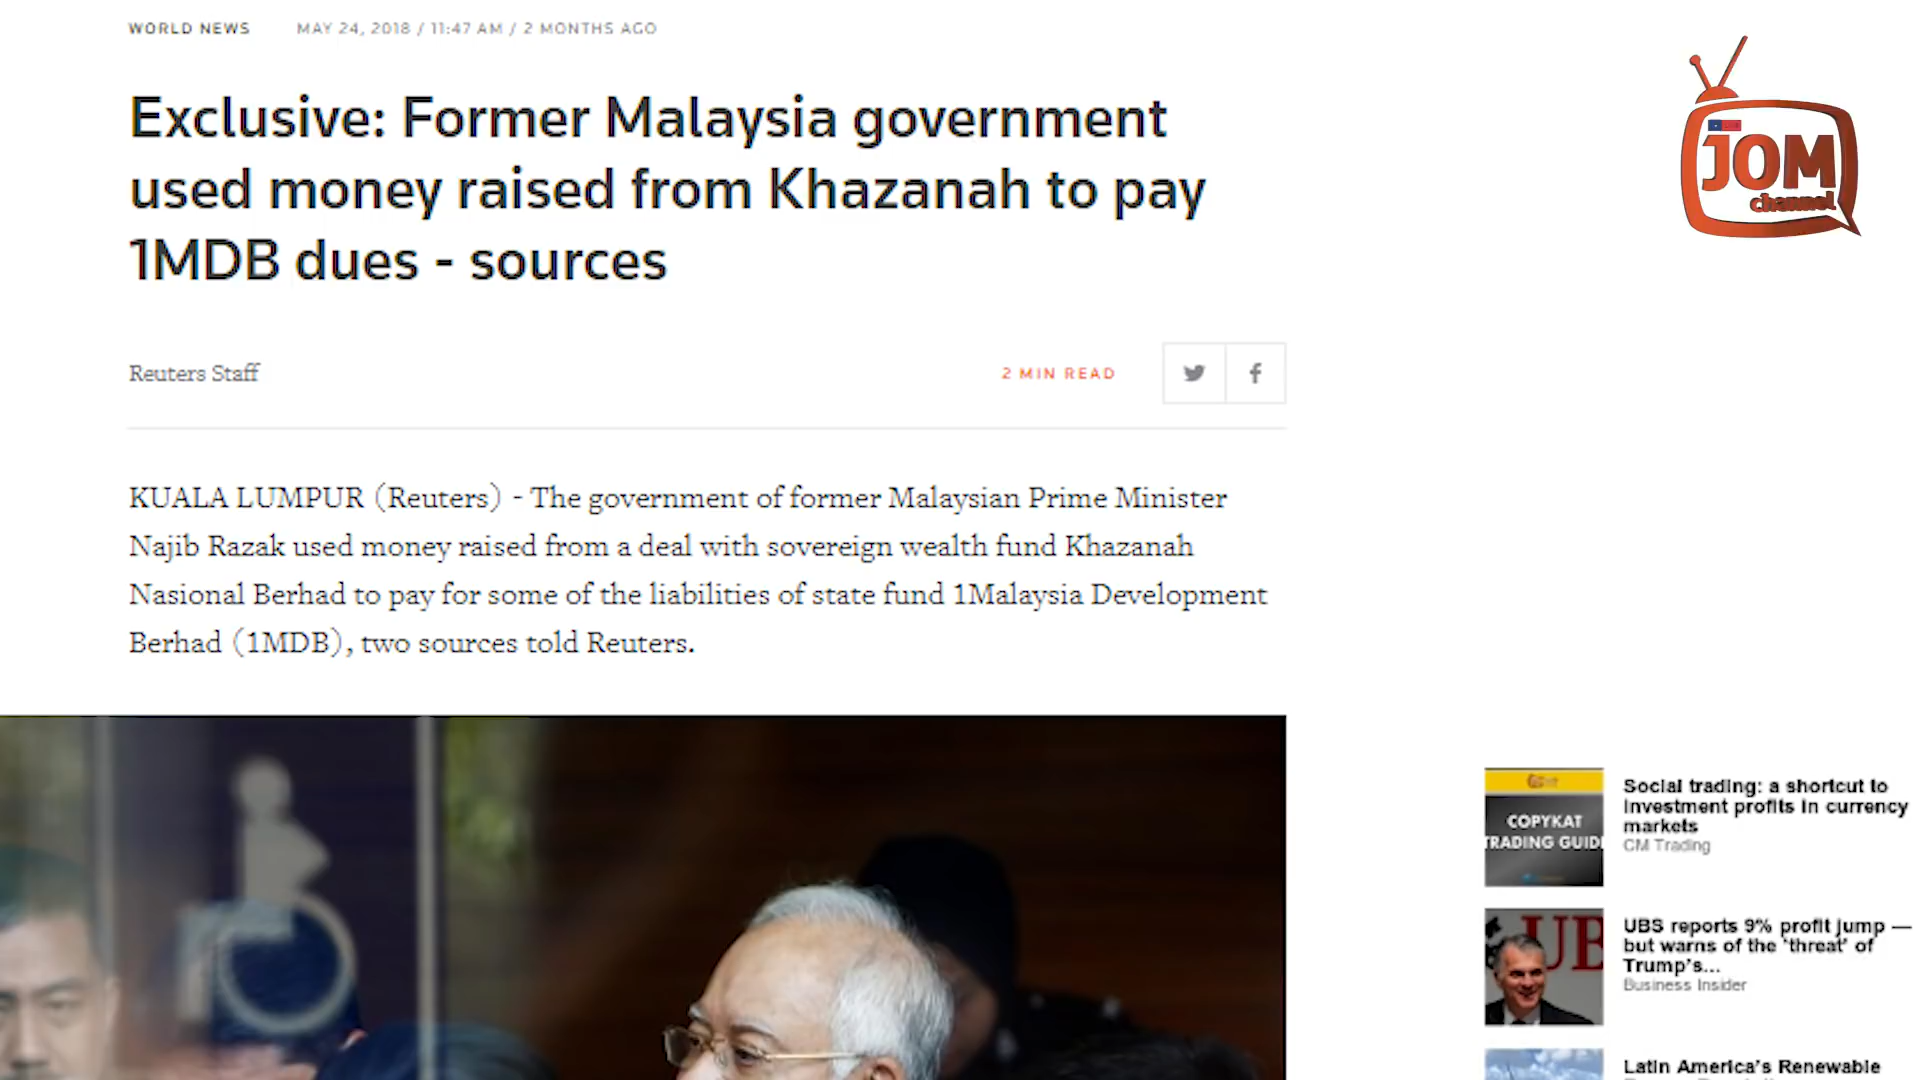 WORLD NEWS MAY 24, 2018 / 11:47 AM / 2 MONTHS AGO
Exclusive: Former Malaysia government
used money raised from Khazanah to pay
1MDB dues - sources
Reuters Staff
2 MIN READ
KUALA LUMPUR (Reuters) - The government of former Malaysian Prime Minister
Najib Razak used money raised from a deal with sovereign wealth fund Khazanah
Nasional Berhad to pay for some of the liabilities of state fund 1Malaysia Development
Berhad (1MDB), two sources told Reuters.
JOM
channel
COPYKAT
TRADING GUID
Social trading: a shortcut to
investment profits in currency
markets
CM Trading
UB
UBS reports 9% profit jump —
but warns of the 'threat' of
Trump's...
Business Insider
Latin America's Renewable